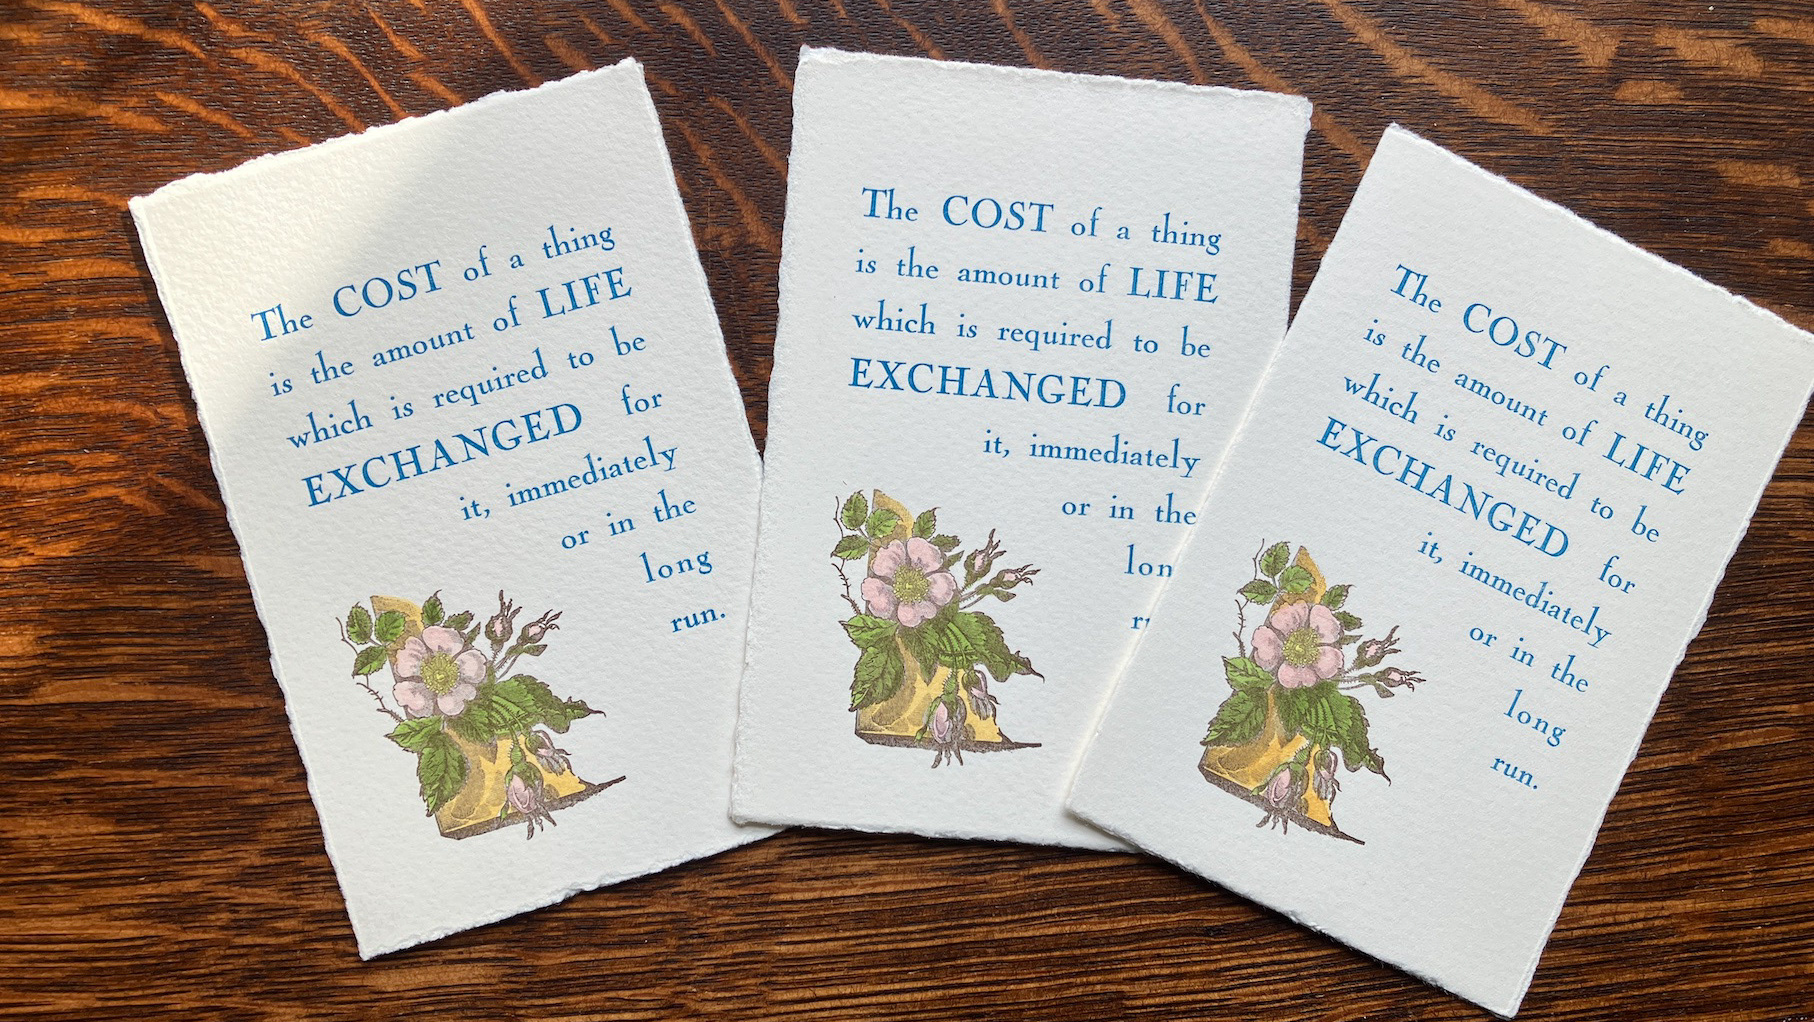 The COST of a thing
is the amount of LIFE
which is required to be
EXCHANGED for
it, immediately
or in the
long
run.
The COST of a thing
is the amount of LIFE
which is required to be
EXCHANGED for
it, immediately
or in the
lon
r
The COST of a thing
is the amount of LIFE
which is required to be
EXCHANGED for
it, immediately
or in the
long
run.